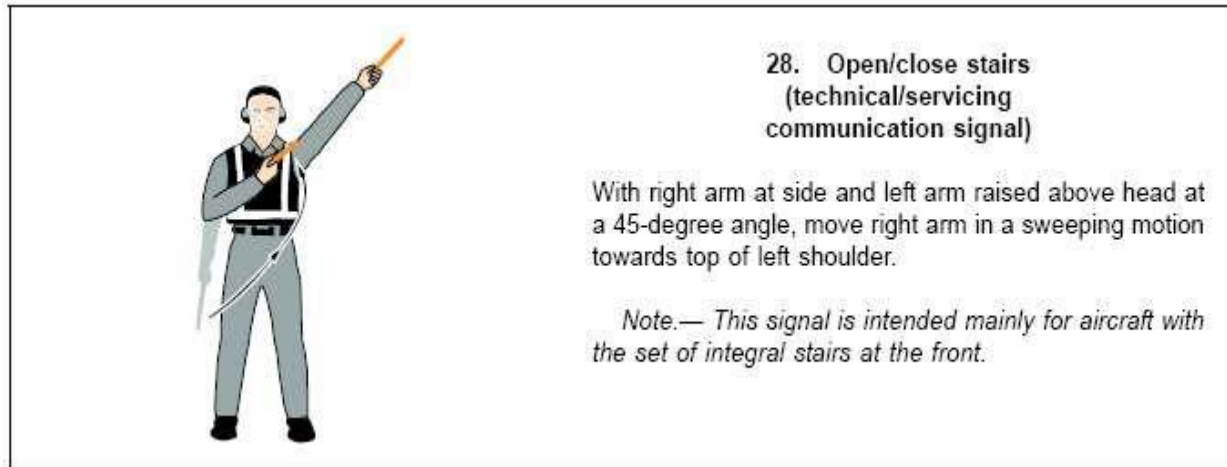 28. Open/close stairs
(technical/servicing
communication signal)
With right arm at side and left arm raised above head at
a 45-degree angle, move right arm in a sweeping motion
towards top of left shoulder.
Note.— This signal is intended mainly for aircraft with
the set of integral stairs at the front.